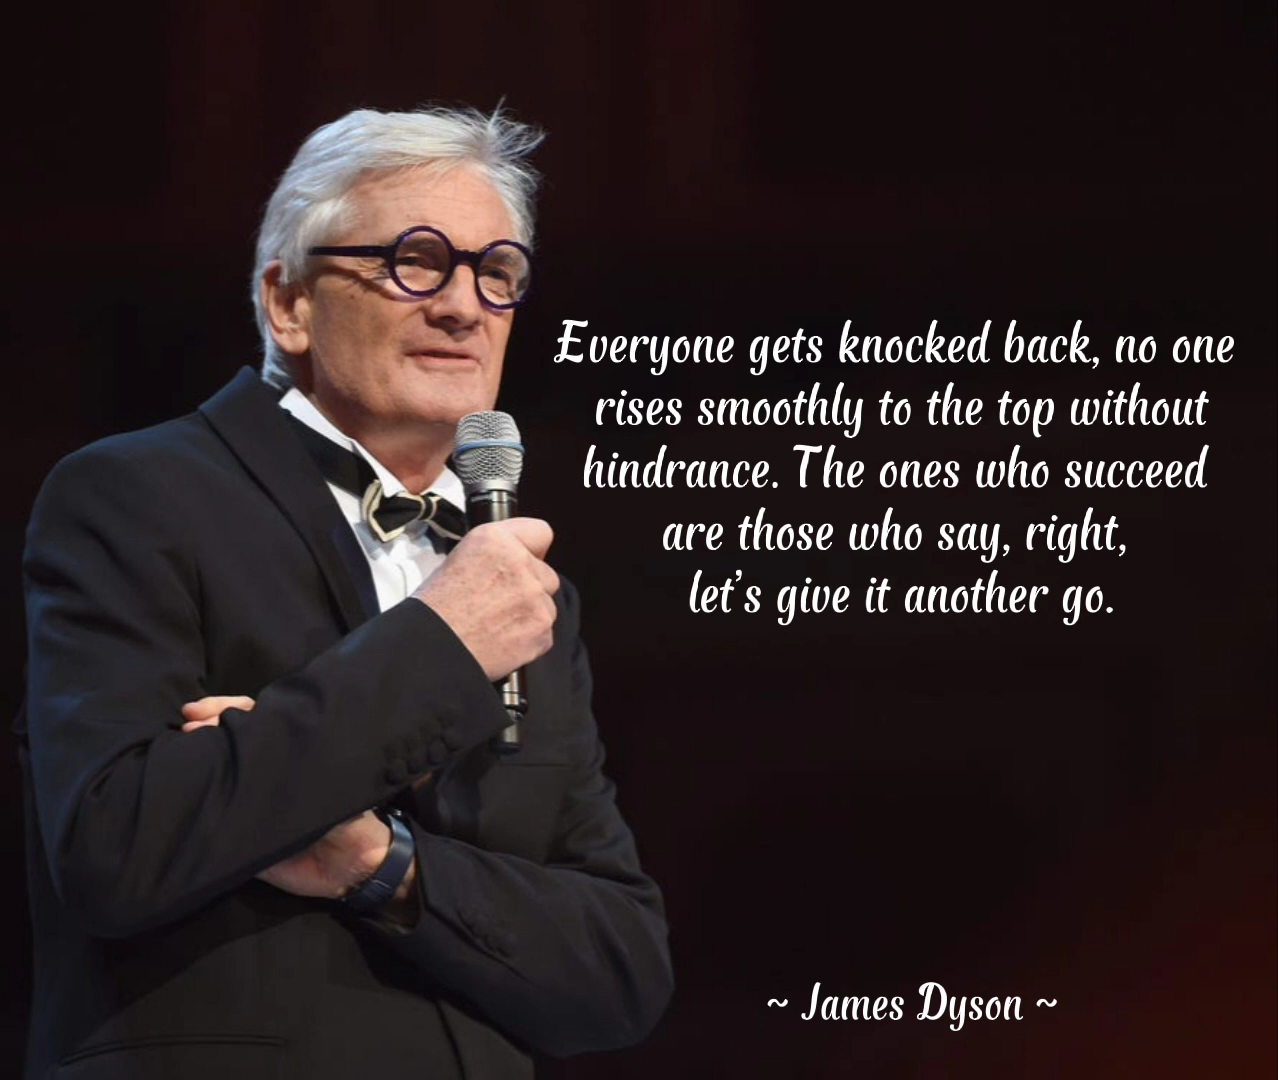 Everyone gets knocked back, no one
rises smoothly to the top without
hindrance. The ones who succeed
are those who say, right,
let’s give it another go.
~ James Dyson ~